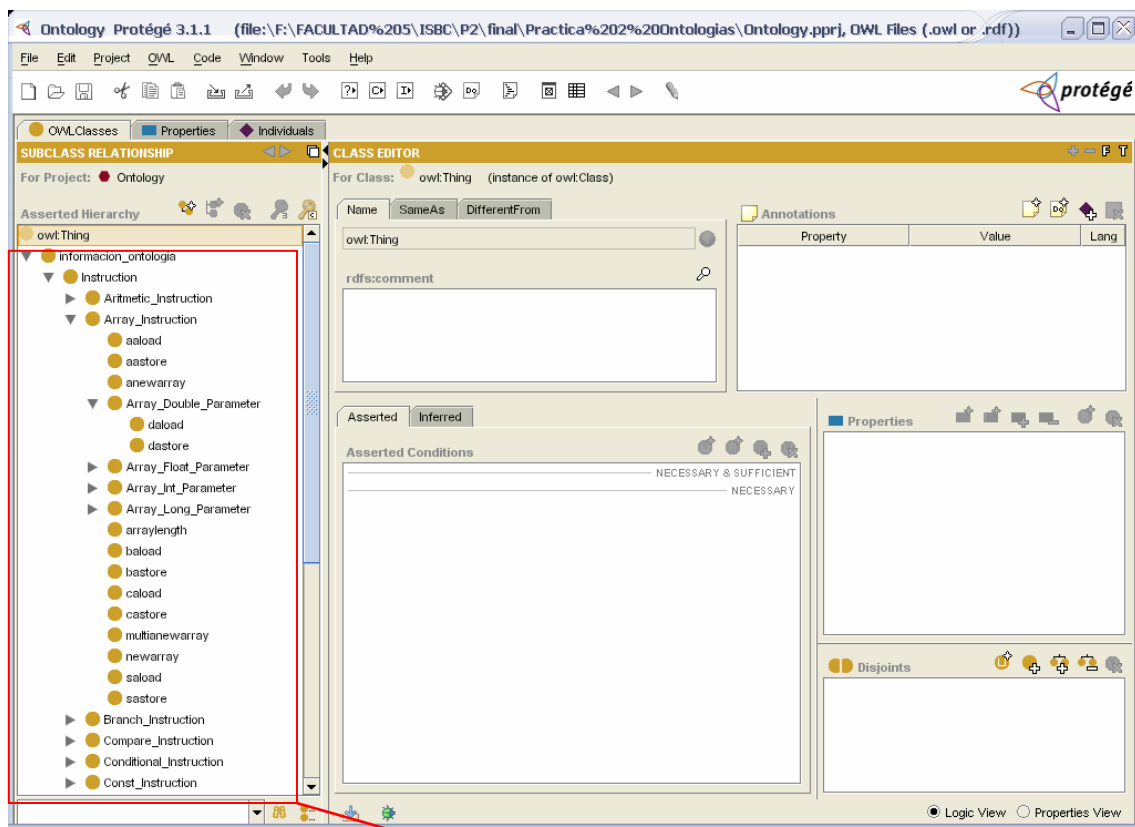 Ontology Protégé 3.1.1 (file:\F:\FACULTAD%205\ISBC\P2\final\Practica%202%20Ontologias\Ontology.pprj, OWL Files (.owl or .rdf))
File Edit Project OWL Code Window Tools Help
protégé
OWLClasses Properties Individuals
SUBCLASS RELATIONSHIP
For Project: Ontology
Asserted Hierarchy
owl:Thing
informacion_ontologia
Instruction
Aritmetic_Instruction
Array_Instruction
aaload
aastore
anewarray
Array_Double_Parameter
daload
dastore
Array_Float_Parameter
Array_Int_Parameter
Array_Long_Parameter
arraylength
baload
bastore
caload
castore
multianewarray
newarray
saload
sastore
Branch_Instruction
Compare_Instruction
Conditional_Instruction
Const_Instruction
CLASS EDITOR
F T
For Class: owl:Thing (instance of owl:Class)
Name SameAs DifferentFrom
owl:Thing
rdfs:comment
Annotations
Property Value Lang
Asserted Inferred
Asserted Conditions
NECESSARY & SUFFICIENT
NECESSARY
Properties
Disjoints
Logic View Properties View